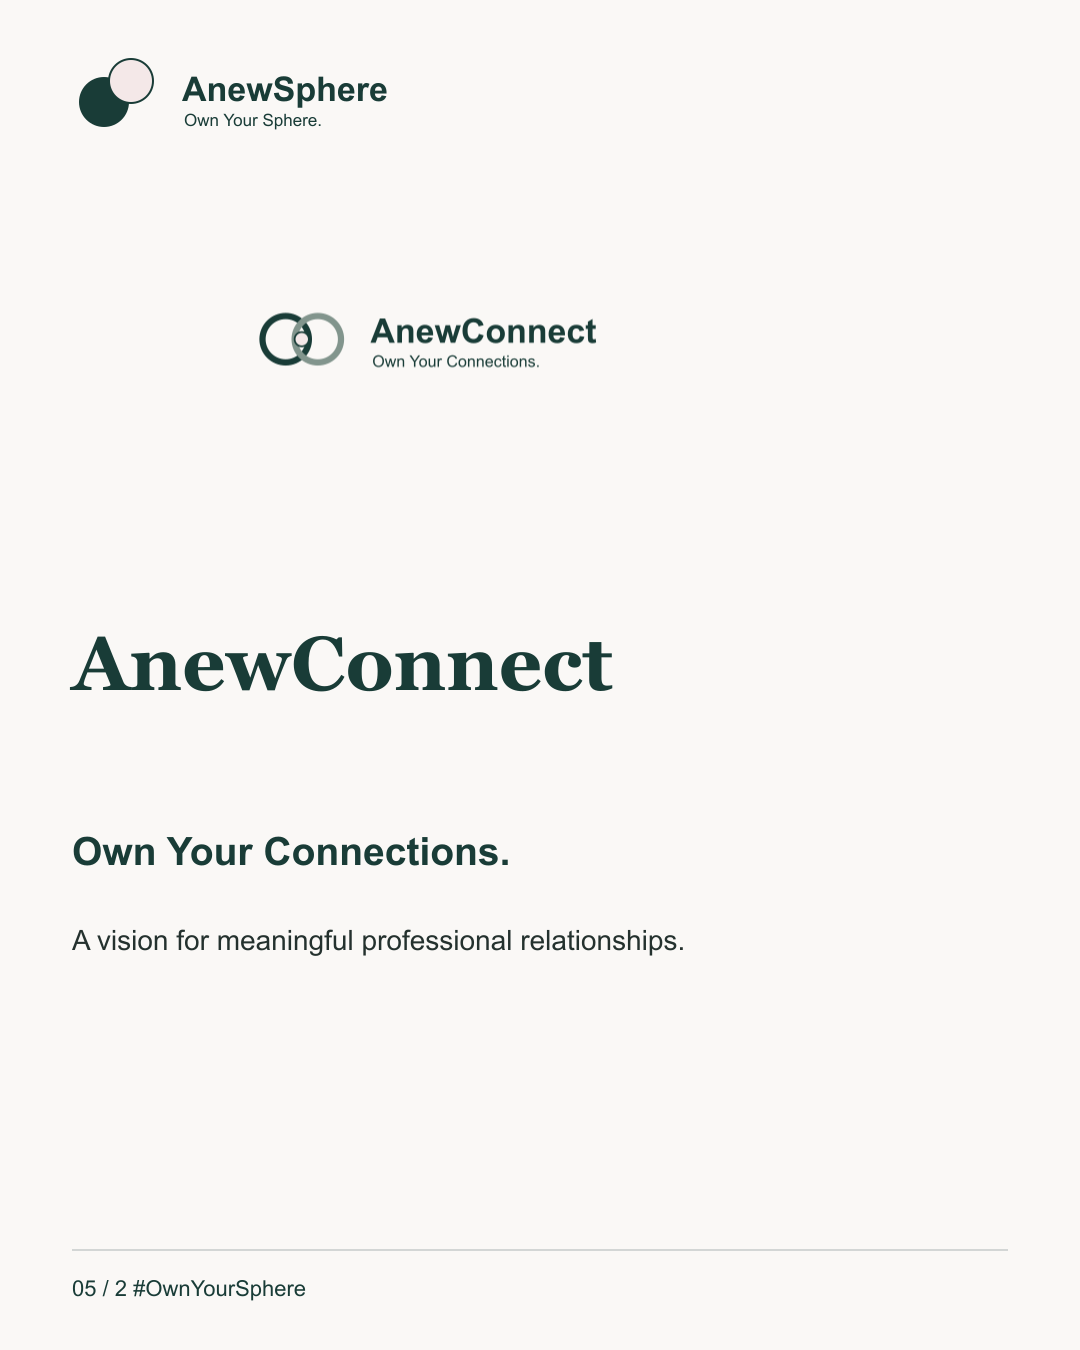 AnewSphere
Own Your Sphere.
AnewConnect
Own Your Connections.
AnewConnect
Own Your Connections.
A vision for meaningful professional relationships.
05 / 2 #OwnYourSphere